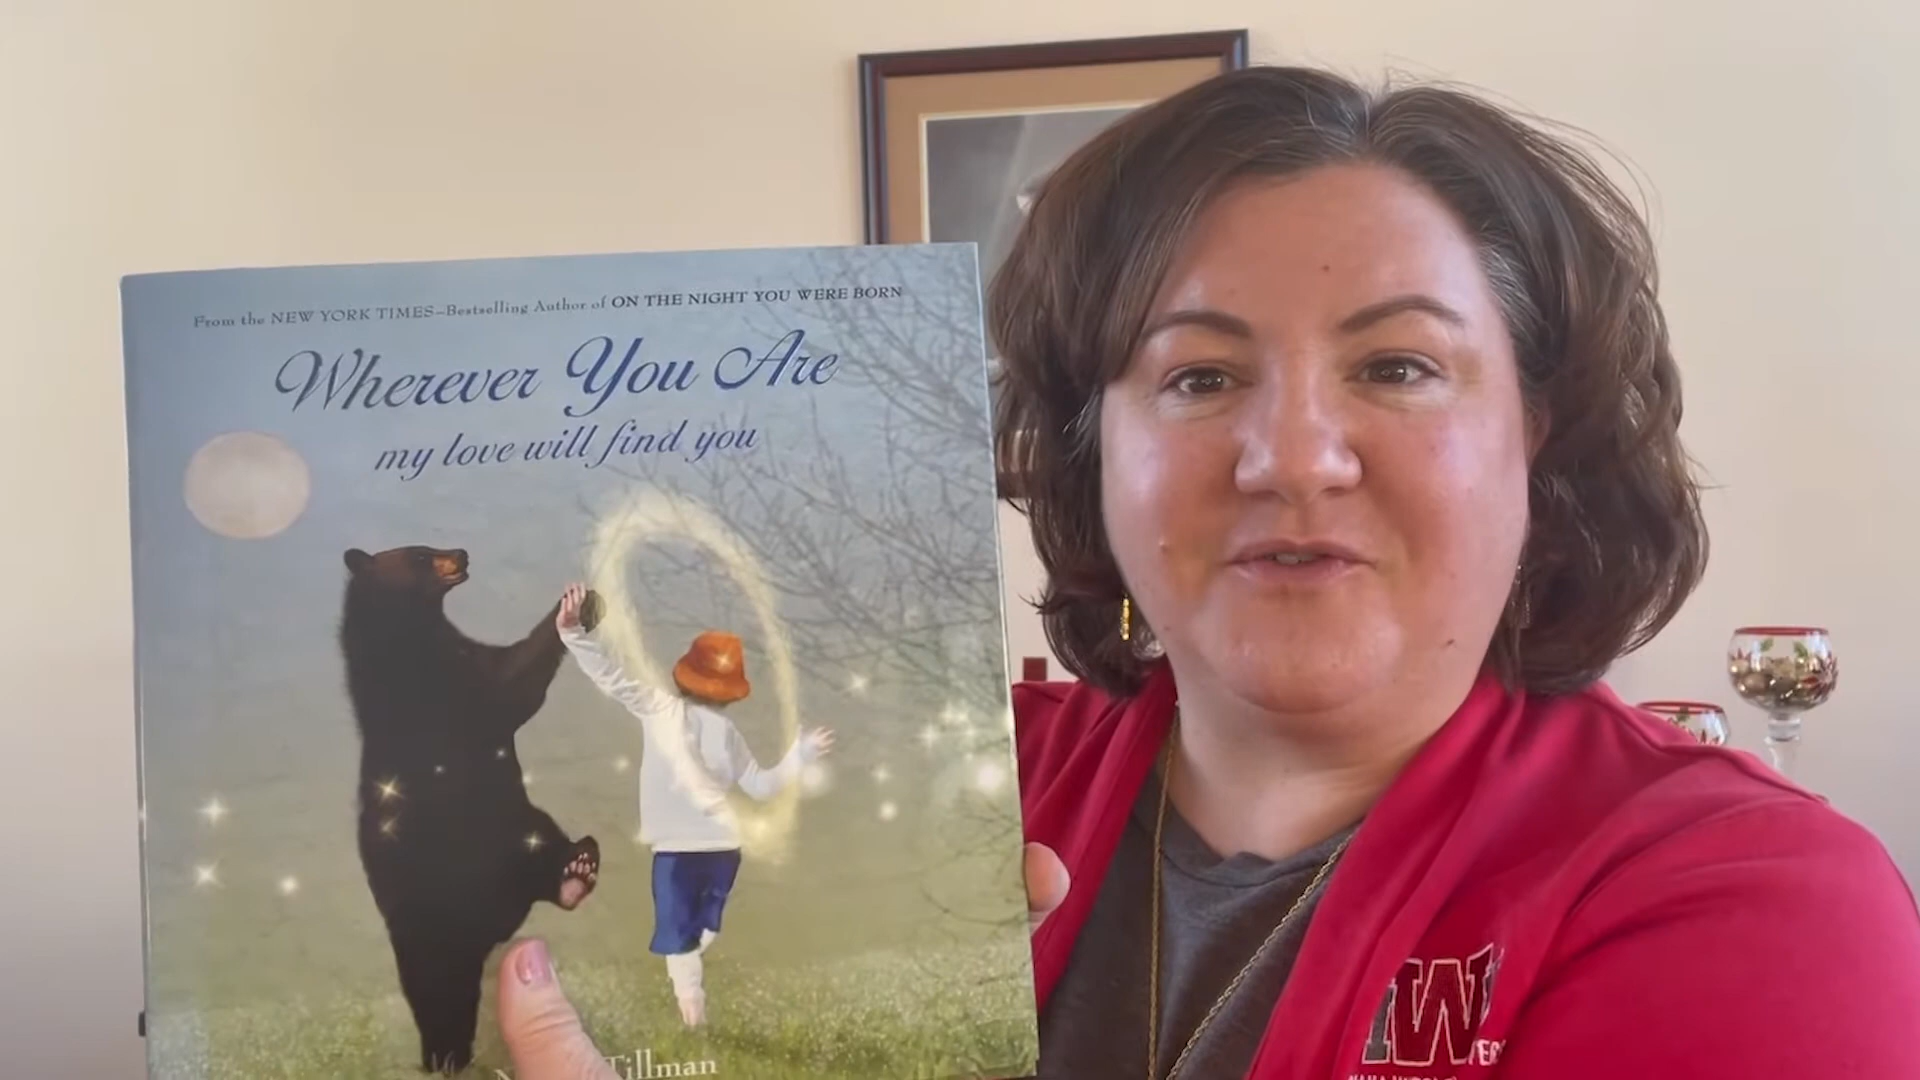 From the NEW YORK TIMES–Bestselling Author of ON THE NIGHT YOU WERE BORN
Wherever You Are
my love will find you
Tillman
IW